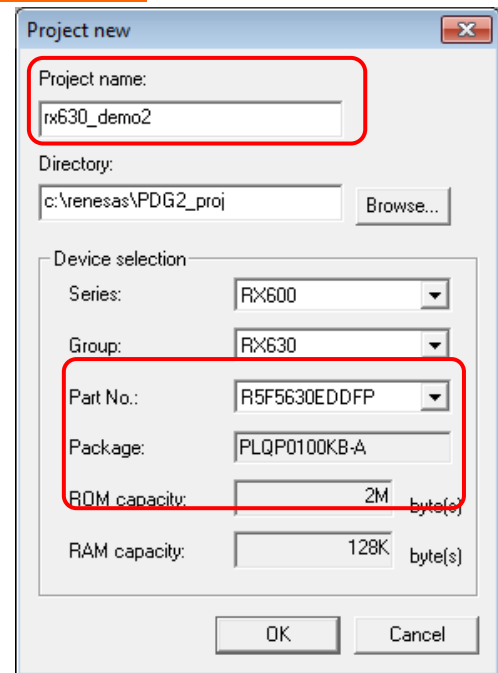 Project new
Project name:
rx630_demo2
Directory:
c:\renesas\PDG2_proj
Browse...
Device selection
Series: RX600
Group: RX630
Part No.: R5F5630EDDFP
Package: PLQP0100KB-A
ROM capacity: 2M byte(s)
RAM capacity: 128K byte(s)
OK Cancel